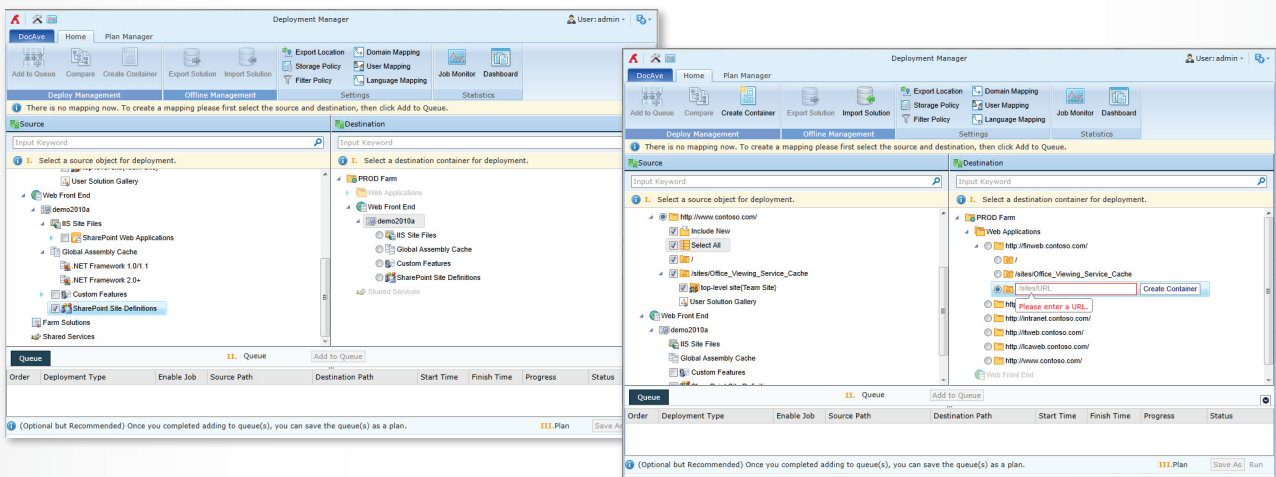 Deployment Manager
User: admin
DocAve Home Plan Manager
Add to Queue Compare Create Container Export Solution Import Solution Export Location Storage Policy Filter Policy Domain Mapping User Mapping Language Mapping Job Monitor Dashboard
Deploy Management Offline Management Settings Statistics
There is no mapping now. To create a mapping please first select the source and destination, then click Add to Queue.
Source
Input Keyword
I. Select a source object for deployment.
User Solution Gallery
Web Front End
demo2010a
IIS Site Files
SharePoint Web Applications
Global Assembly Cache
.NET Framework 1.0/1.1
.NET Framework 2.0+
Custom Features
SharePoint Site Definitions
Farm Solutions
Shared Services
Destination
Input Keyword
I. Select a destination container for deployment.
PROD Farm
Web Applications
Web Front End
demo2010a
IIS Site Files
Global Assembly Cache
Custom Features
SharePoint Site Definitions
Shared Services
Queue II. Queue Add to Queue
Order Deployment Type Enable Job Source Path Destination Path Start Time Finish Time Progress Status
(Optional but Recommended) Once you completed adding to queue(s), you can save the queue(s) as a plan. III.Plan Save As
Deployment Manager
User: admin
DocAve Home Plan Manager
Add to Queue Compare Create Container Export Solution Import Solution Export Location Storage Policy Filter Policy Domain Mapping User Mapping Language Mapping Job Monitor Dashboard
Deploy Management Offline Management Settings Statistics
There is no mapping now. To create a mapping please first select the source and destination, then click Add to Queue.
Source
Input Keyword
I. Select a source object for deployment.
http://www.contoso.com/
Include New
Select All
/
/sites/Office_Viewing_Service_Cache
top-level site(Team Site)
User Solution Gallery
Web Front End
demo2010a
IIS Site Files
Global Assembly Cache
Custom Features
Destination
Input Keyword
I. Select a destination container for deployment.
PROD Farm
Web Applications
http://finweb.contoso.com/
/
/sites/Office_Viewing_Service_Cache
/sites/URL Create Container
Please enter a URL.
http://intranet.contoso.com/
http://itweb.contoso.com/
http://lcaweb.contoso.com/
http://www.contoso.com/
Web Front End
Queue II. Queue Add to Queue
Order Deployment Type Enable Job Source Path Destination Path Start Time Finish Time Progress Status
(Optional but Recommended) Once you completed adding to queue(s), you can save the queue(s) as a plan. III.Plan Save As Run